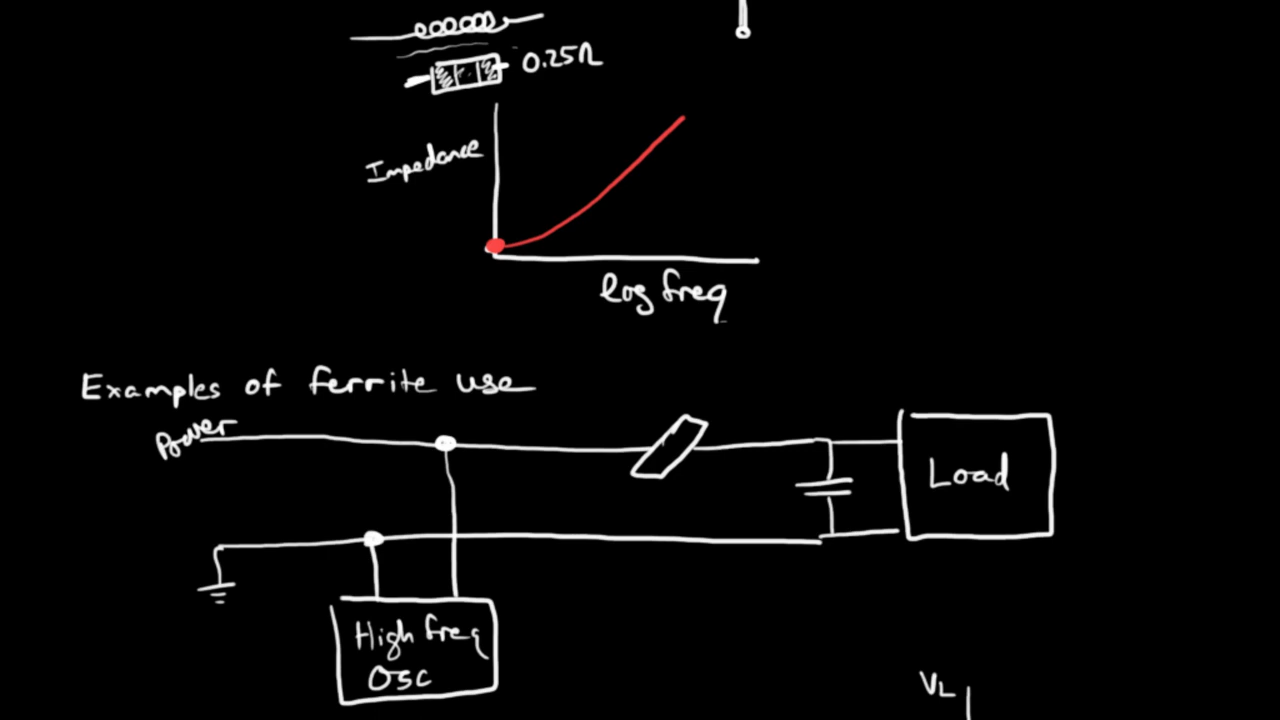 0.25Ω
Impedance
log freq
Examples of ferrite use
Power
Load
High freq
Osc
VL